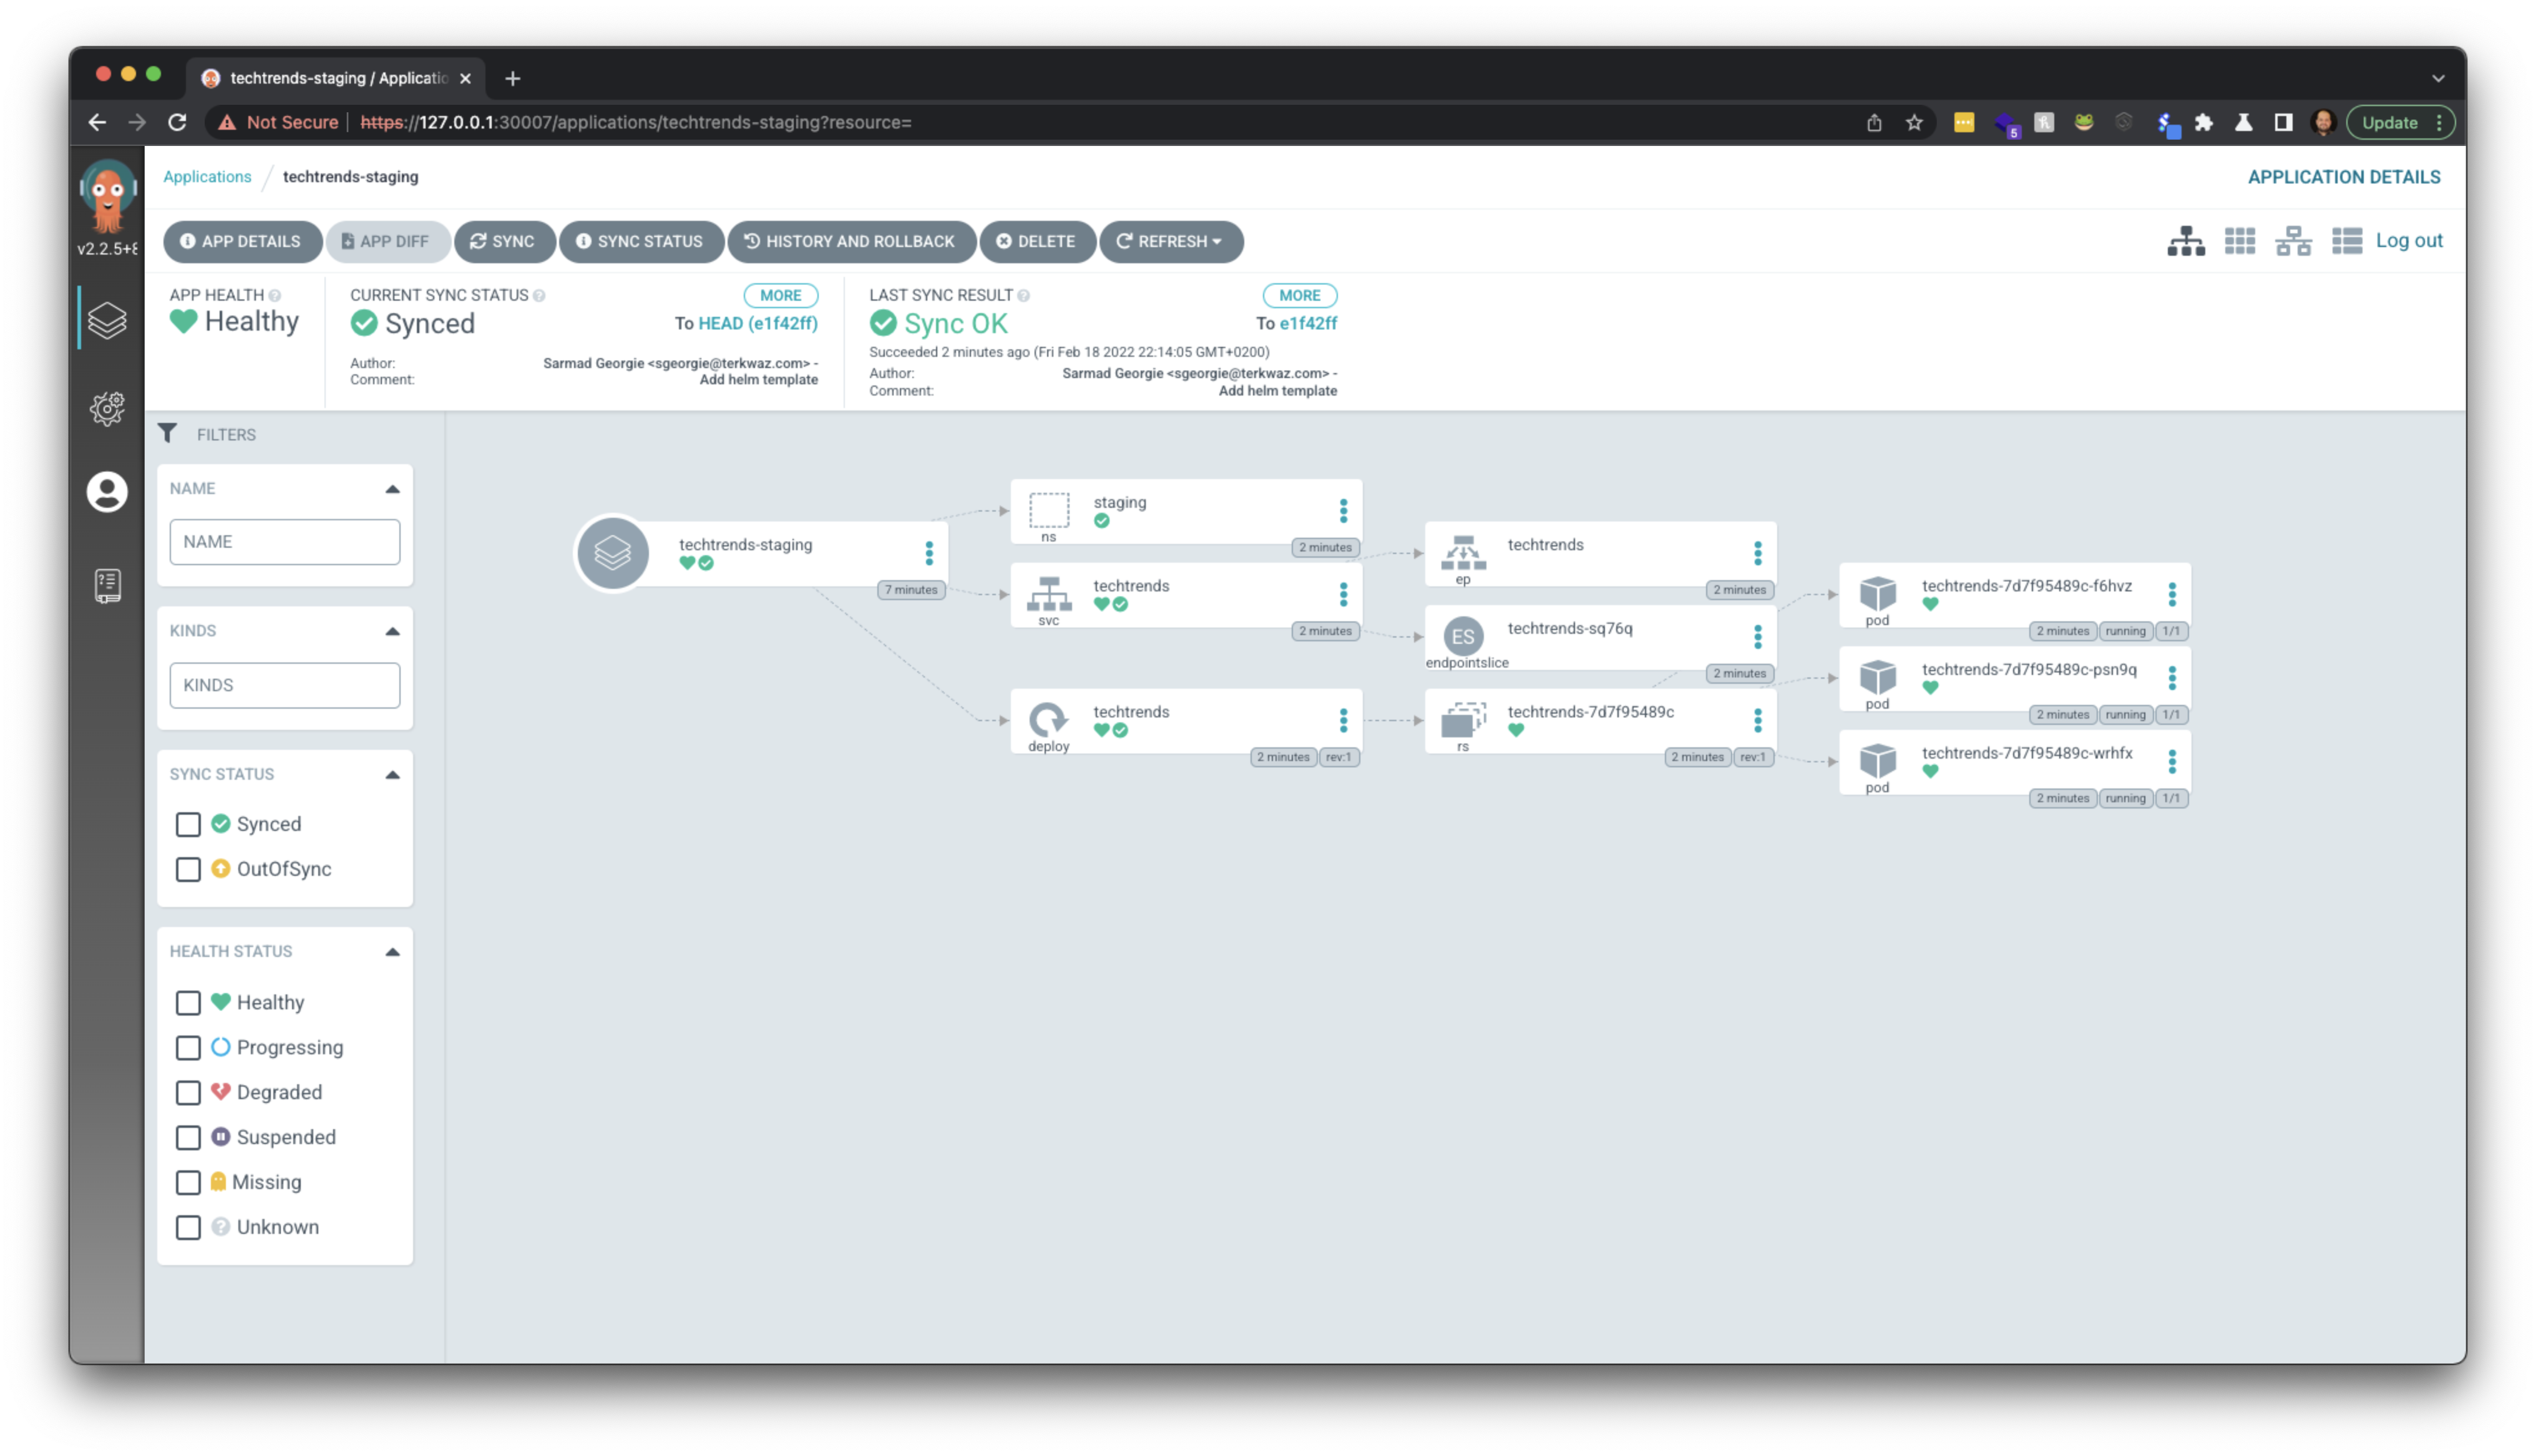 techtrends-staging / Applicatio
Not Secure https://127.0.0.1:30007/applications/techtrends-staging?resource=
5
Update
v2.2.5+8
Applications / techtrends-staging
APPLICATION DETAILS
APP DETAILS APP DIFF SYNC SYNC STATUS HISTORY AND ROLLBACK DELETE REFRESH
Log out
APP HEALTH
Healthy
CURRENT SYNC STATUS MORE
Synced To HEAD (e1f42ff)
Author: Sarmad Georgie <sgeorgie@terkwaz.com> -
Comment: Add helm template
LAST SYNC RESULT MORE
Sync OK To e1f42ff
Succeeded 2 minutes ago (Fri Feb 18 2022 22:14:05 GMT+0200)
Author: Sarmad Georgie <sgeorgie@terkwaz.com> -
Comment: Add helm template
FILTERS
NAME
NAME
KINDS
KINDS
SYNC STATUS
Synced
OutOfSync
HEALTH STATUS
Healthy
Progressing
Degraded
Suspended
Missing
Unknown
techtrends-staging
7 minutes
staging
ns
2 minutes
techtrends
svc
2 minutes
techtrends
deploy
2 minutes rev:1
techtrends
ep
2 minutes
ES
techtrends-sq76q
endpointslice
2 minutes
techtrends-7d7f95489c
rs
2 minutes rev:1
techtrends-7d7f95489c-f6hvz
pod
2 minutes running 1/1
techtrends-7d7f95489c-psn9q
pod
2 minutes running 1/1
techtrends-7d7f95489c-wrhfx
pod
2 minutes running 1/1